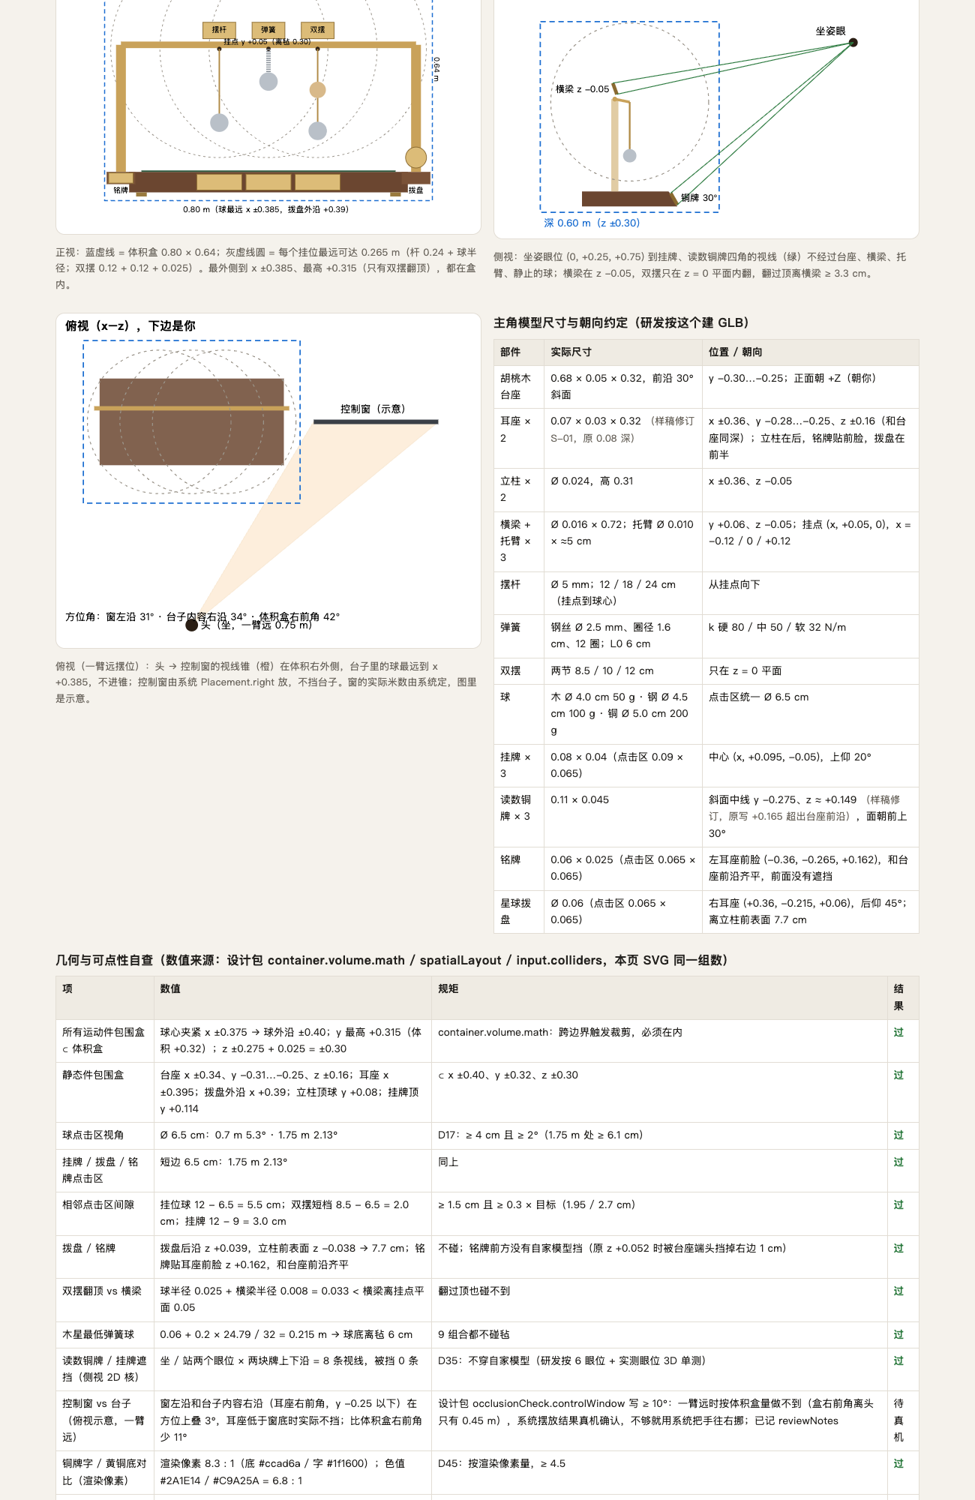 摆杆
弹簧
双摆
挂点 y +0.05（离毡 0.30）
0.64 m
铭牌
拨盘
0.80 m（球最远 x ±0.385，拨盘外沿 +0.39）
正视：蓝虚线 = 体积盒 0.80 × 0.64；灰虚线圆 = 每个挂位最远可达 0.265 m（杆 0.24 + 球半
径；双摆 0.12 + 0.12 + 0.025）。最外侧到 x ±0.385、最高 +0.315（只有双摆翻顶），都在盒
内。
坐姿眼
横梁 z −0.05
铜牌 30°
深 0.60 m（z ±0.30）
侧视：坐姿眼位 (0, +0.25, +0.75) 到挂牌、读数铜牌四角的视线（绿）不经过台座、横梁、托
臂、静止的球；横梁在 z −0.05，双摆只在 z = 0 平面内翻，翻过顶离横梁 ≥ 3.3 cm。
俯视（x—z），下边是你
控制窗（示意）
方位角：窗左沿 31° · 台子内容右沿 34° · 体积盒右前角 42°
头（坐，一臂远 0.75 m）
俯视（一臂远摆位）：头 → 控制窗的视线锥（橙）在体积右外侧，台子里的球最远到 x
+0.385，不进锥；控制窗由系统 Placement.right 放，不挡台子。窗的实际米数由系统定，图里
是示意。
主角模型尺寸与朝向约定（研发按这个建 GLB）
部件
实际尺寸
位置 / 朝向
胡桃木
台座
0.68 × 0.05 × 0.32，前沿 30°
斜面
y −0.30…−0.25；正面朝 +Z（朝你）
耳座 ×
2
0.07 × 0.03 × 0.32 （样稿修订
S-01，原 0.08 深）
x ±0.36、y −0.28…−0.25、z ±0.16（和台
座同深）；立柱在后，铭牌贴前脸，拨盘在
前半
立柱 ×
2
Ø 0.024，高 0.31
x ±0.36、z −0.05
横梁 +
托臂 ×
3
Ø 0.016 × 0.72；托臂 Ø 0.010
× ≈5 cm
y +0.06、z −0.05；挂点 (x, +0.05, 0)，x =
−0.12 / 0 / +0.12
摆杆
Ø 5 mm；12 / 18 / 24 cm
（挂点到球心）
从挂点向下
弹簧
钢丝 Ø 2.5 mm、圈径 1.6
cm、12 圈；L0 6 cm
k 硬 80 / 中 50 / 软 32 N/m
双摆
两节 8.5 / 10 / 12 cm
只在 z = 0 平面
球
木 Ø 4.0 cm 50 g · 钢 Ø 4.5
cm 100 g · 铜 Ø 5.0 cm 200
g
点击区统一 Ø 6.5 cm
挂牌 ×
3
0.08 × 0.04（点击区 0.09 ×
0.065）
中心 (x, +0.095, −0.05)，上仰 20°
读数铜
牌 × 3
0.11 × 0.045
斜面中线 y −0.275、z ≈ +0.149 （样稿修
订，原写 +0.165 超出台座前沿），面朝前上
30°
铭牌
0.06 × 0.025（点击区 0.065 ×
0.065）
左耳座前脸 (−0.36, −0.265, +0.162)，和台
座前沿齐平，前面没有遮挡
星球拨
盘
Ø 0.06（点击区 0.065 ×
0.065）
右耳座 (+0.36, −0.215, +0.06)，后仰 45°；
离立柱前表面 7.7 cm
几何与可点性自查（数值来源：设计包 container.volume.math / spatialLayout / input.colliders，本页 SVG 同一组数）
项
数值
规矩
结
果
所有运动件包围盒
⊂ 体积盒
球心夹紧 x ±0.375 → 球外沿 ±0.40；y 最高 +0.315（体
积 +0.32）；z ±0.275 + 0.025 = ±0.30
container.volume.math：跨边界触发裁剪，必须在内
过
静态件包围盒
台座 x ±0.34、y −0.31…−0.25、z ±0.16；耳座 x
±0.395；拨盘外沿 x +0.39；立柱顶球 y +0.08；挂牌顶
y +0.114
⊂ x ±0.40、y ±0.32、z ±0.30
过
球点击区视角
Ø 6.5 cm：0.7 m 5.3° · 1.75 m 2.13°
D17：≥ 4 cm 且 ≥ 2°（1.75 m 处 ≥ 6.1 cm）
过
挂牌 / 拨盘 / 铭
牌点击区
短边 6.5 cm：1.75 m 2.13°
同上
过
相邻点击区间隙
挂位球 12 − 6.5 = 5.5 cm；双摆短档 8.5 − 6.5 = 2.0
cm；挂牌 12 − 9 = 3.0 cm
≥ 1.5 cm 且 ≥ 0.3 × 目标（1.95 / 2.7 cm）
过
拨盘 / 铭牌
拨盘后沿 z +0.039，立柱前表面 z −0.038 → 7.7 cm；铭
牌贴耳座前脸 z +0.162，和台座前沿齐平
不碰；铭牌前方没有自家模型挡（原 z +0.052 时被台座端头挡掉右边 1 cm）
过
双摆翻顶 vs 横梁
球半径 0.025 + 横梁半径 0.008 = 0.033 < 横梁离挂点平
面 0.05
翻过顶也碰不到
过
木星最低弹簧球
0.06 + 0.2 × 24.79 / 32 = 0.215 m → 球底离毡 6 cm
9 组合都不碰毡
过
读数铜牌 / 挂牌遮
挡（侧视 2D 核）
坐 / 站两个眼位 × 两块牌上下沿 = 8 条视线，被挡 0 条
D35：不穿自家模型（研发按 6 眼位 + 实测眼位 3D 单测）
过
控制窗 vs 台子
（俯视示意，一臂
远）
窗左沿和台子内容右沿（耳座右前角，y −0.25 以下）在
方位上叠 3°，耳座低于窗底时实际不挡；比体积盒右前角
少 11°
设计包 occlusionCheck.controlWindow 写 ≥ 10°：一臂远时按体积盒量做不到（盒右前角离头
只有 0.45 m），系统摆放结果真机确认，不够就用系统把手往右挪；已记 reviewNotes
待
真
机
铜牌字 / 黄铜底对
比（渲染像素）
渲染像素 8.3 : 1（底 #ccad6a / 字 #1f1600）；色值
#2A1E14 / #C9A25A = 6.8 : 1
D45：按渲染像素量，≥ 4.5
过